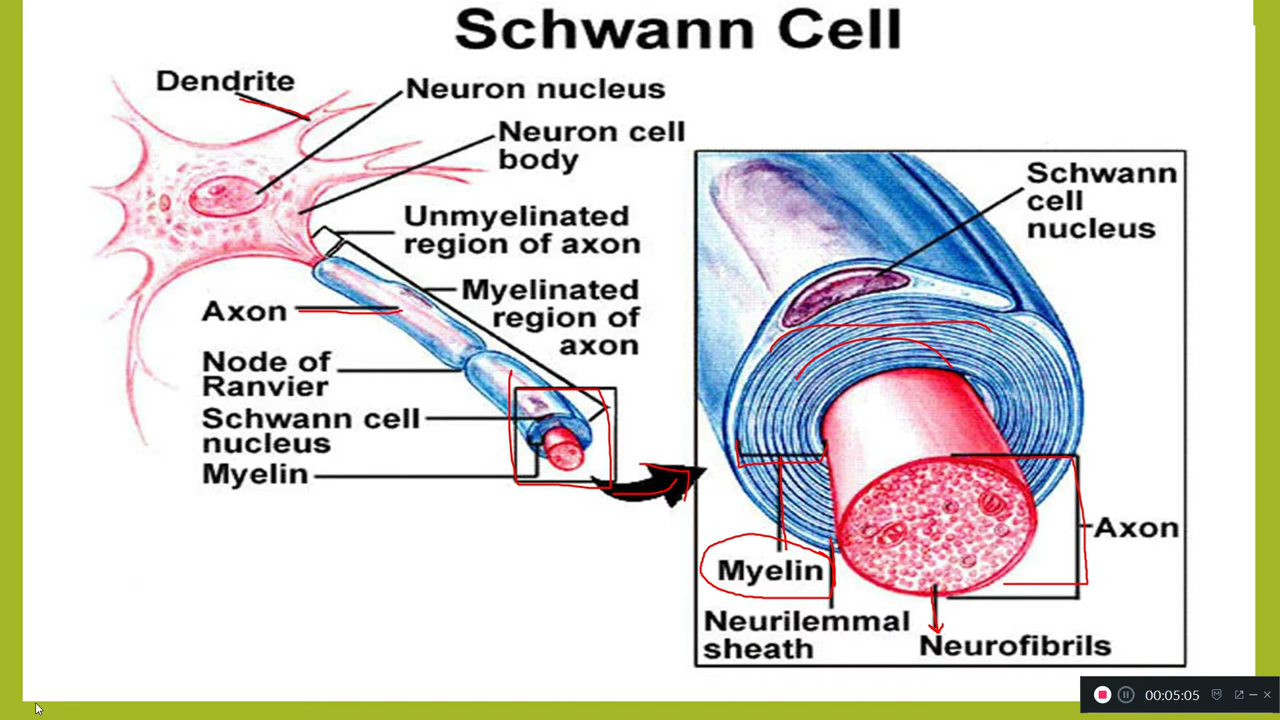 Schwann Cell
Dendrite
Neuron nucleus
Neuron cell
body
Unmyelinated
region of axon
Myelinated
region of
axon
Axon
Node of
Ranvier
Schwann cell
nucleus
Myelin
Schwann
cell
nucleus
Axon
Myelin
Neurilemmal
sheath
Neurofibrils
00:05:05